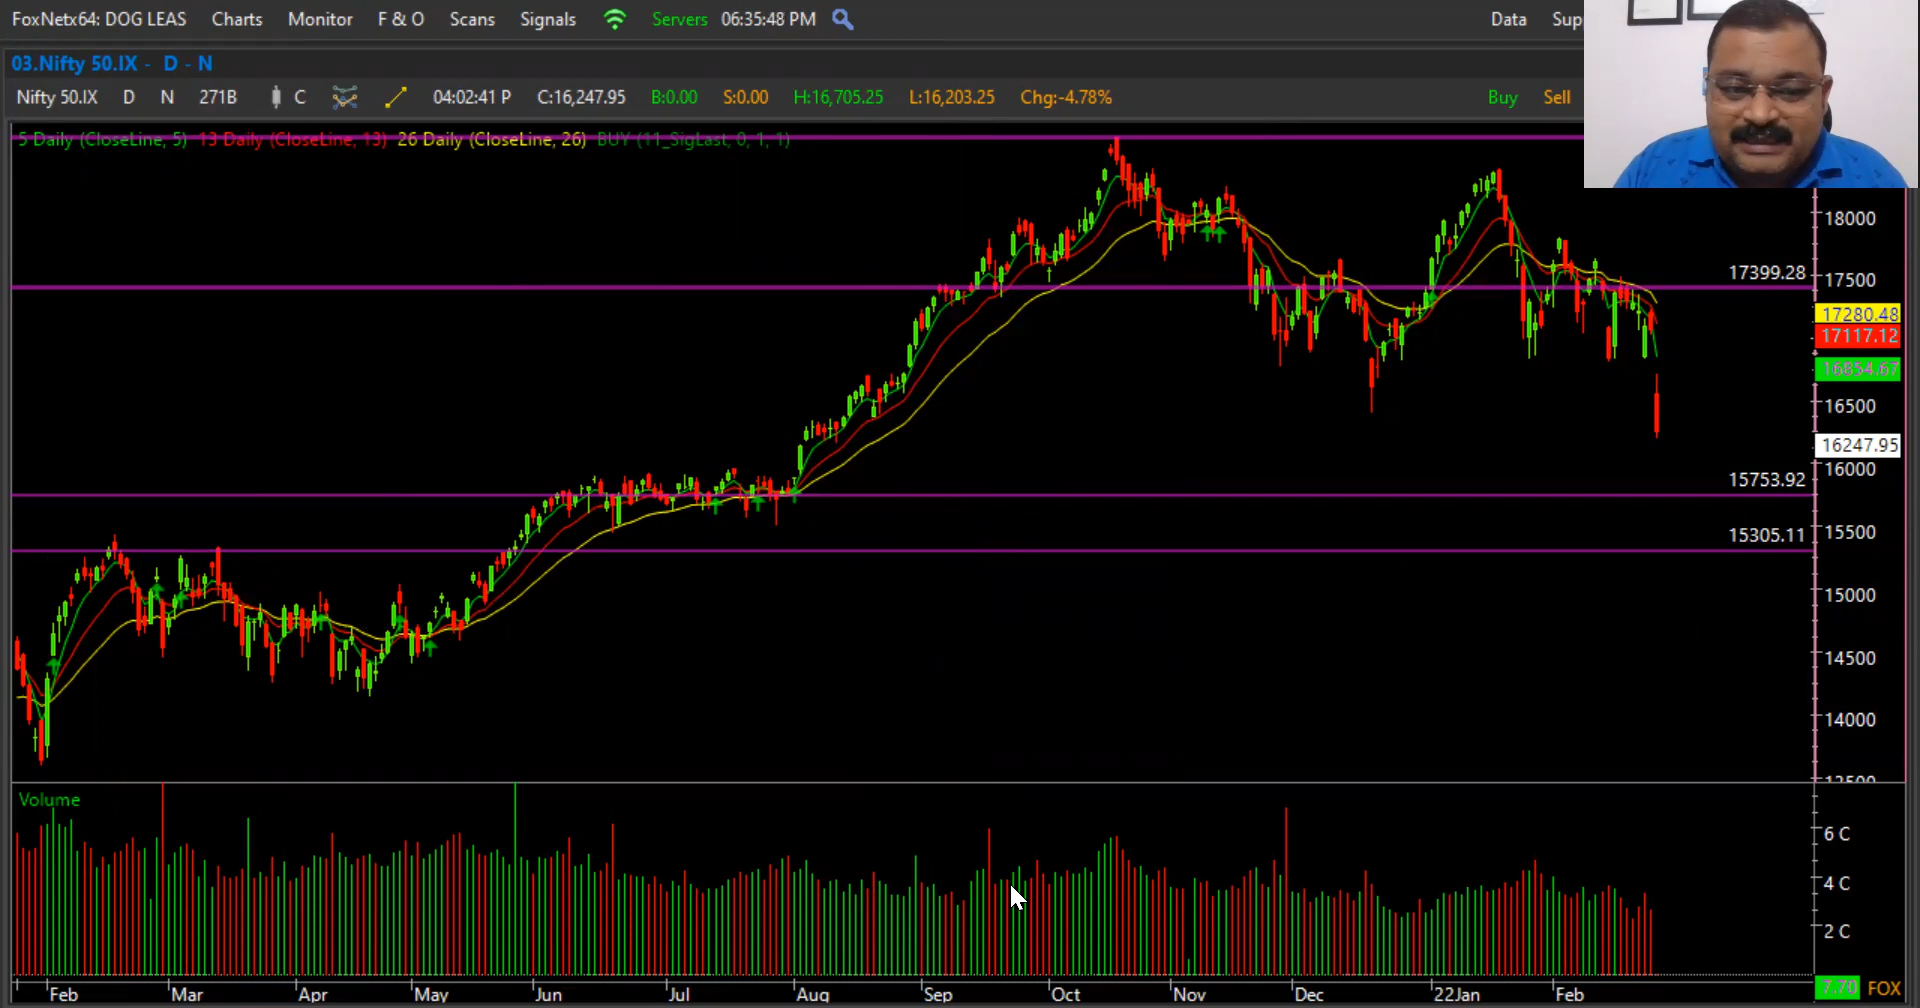 FoxNetx64: DOG LEAS Charts Monitor F & O Scans Signals Servers 06:35:48 PM Data Sup
03.Nifty 50.IX - D - N
Nifty 50.IX D N 271B C 04:02:41 P C:16,247.95 B:0.00 S:0.00 H:16,705.25 L:16,203.25 Chg:-4.78% Buy Sell
5 Daily (CloseLine, 5) 13 Daily (CloseLine, 13) 26 Daily (CloseLine, 26) BUY (11_SigLast, 0, 1, 1)
18000
17399.28
17500
17280.48
17117.12
16854.67
16500
16247.95
16000
15753.92
15500
15305.11
15000
14500
14000
13500
Volume
6 C
4 C
2 C
7.70 FOX
Feb Mar Apr May Jun Jul Aug Sep Oct Nov Dec 22Jan Feb